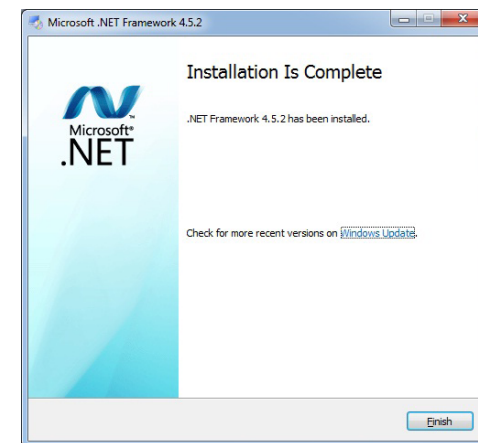 Microsoft .NET Framework 4.5.2
Installation Is Complete
Microsoft®
.NET™
.NET Framework 4.5.2 has been installed.
Check for more recent versions on Windows Update.
Finish